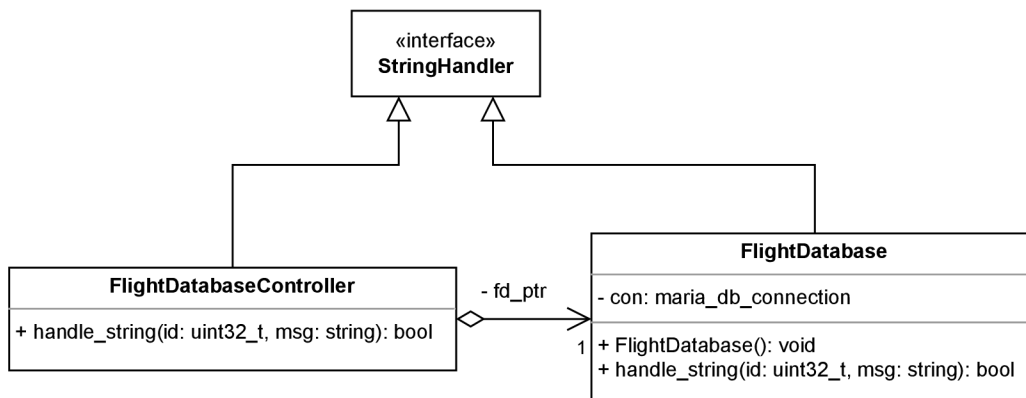 «interface»
StringHandler
FlightDatabaseController
+ handle_string(id: uint32_t, msg: string): bool
- fd_ptr
1
FlightDatabase
- con: maria_db_connection
+ FlightDatabase(): void
+ handle_string(id: uint32_t, msg: string): bool